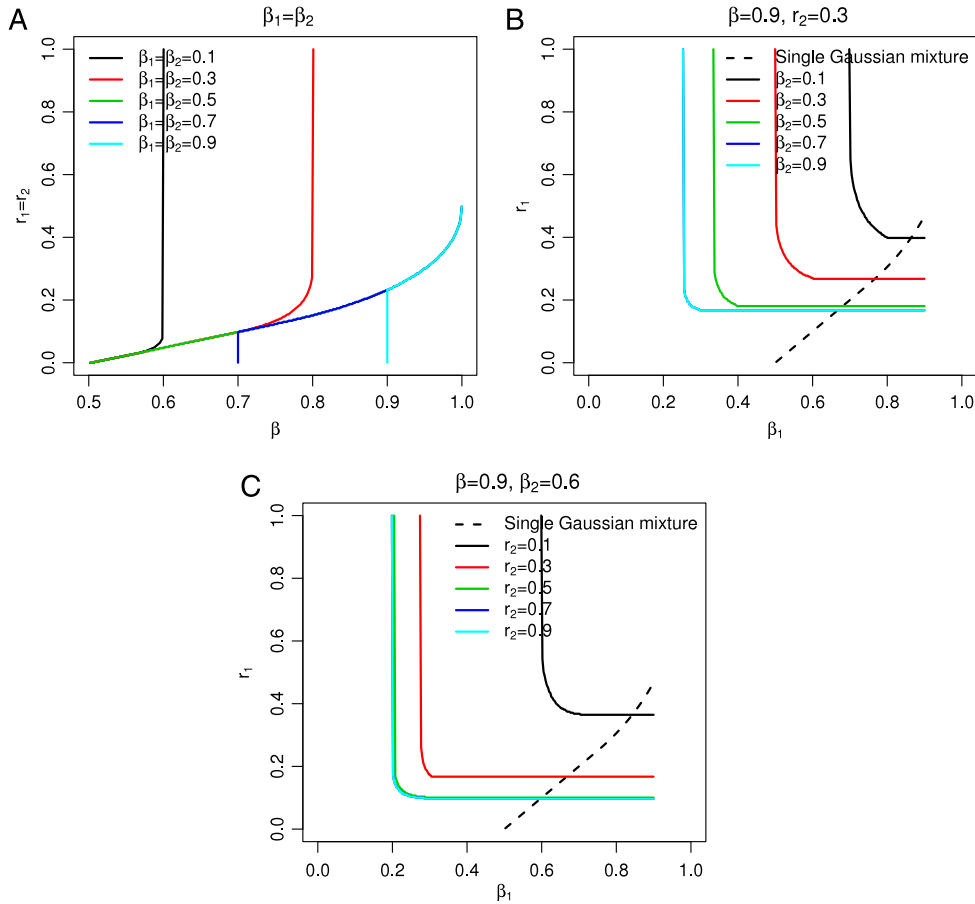 A
β₁=β₂
β₁=β₂=0.1
β₁=β₂=0.3
β₁=β₂=0.5
β₁=β₂=0.7
β₁=β₂=0.9
r₁=r₂
0.0 0.2 0.4 0.6 0.8 1.0
0.5 0.6 0.7 0.8 0.9 1.0
β
B
β=0.9, r₂=0.3
Single Gaussian mixture
β₂=0.1
β₂=0.3
β₂=0.5
β₂=0.7
β₂=0.9
r₁
0.0 0.2 0.4 0.6 0.8 1.0
0.0 0.2 0.4 0.6 0.8 1.0
β₁
C
β=0.9, β₂=0.6
Single Gaussian mixture
r₂=0.1
r₂=0.3
r₂=0.5
r₂=0.7
r₂=0.9
r₁
0.0 0.2 0.4 0.6 0.8 1.0
0.0 0.2 0.4 0.6 0.8 1.0
β₁